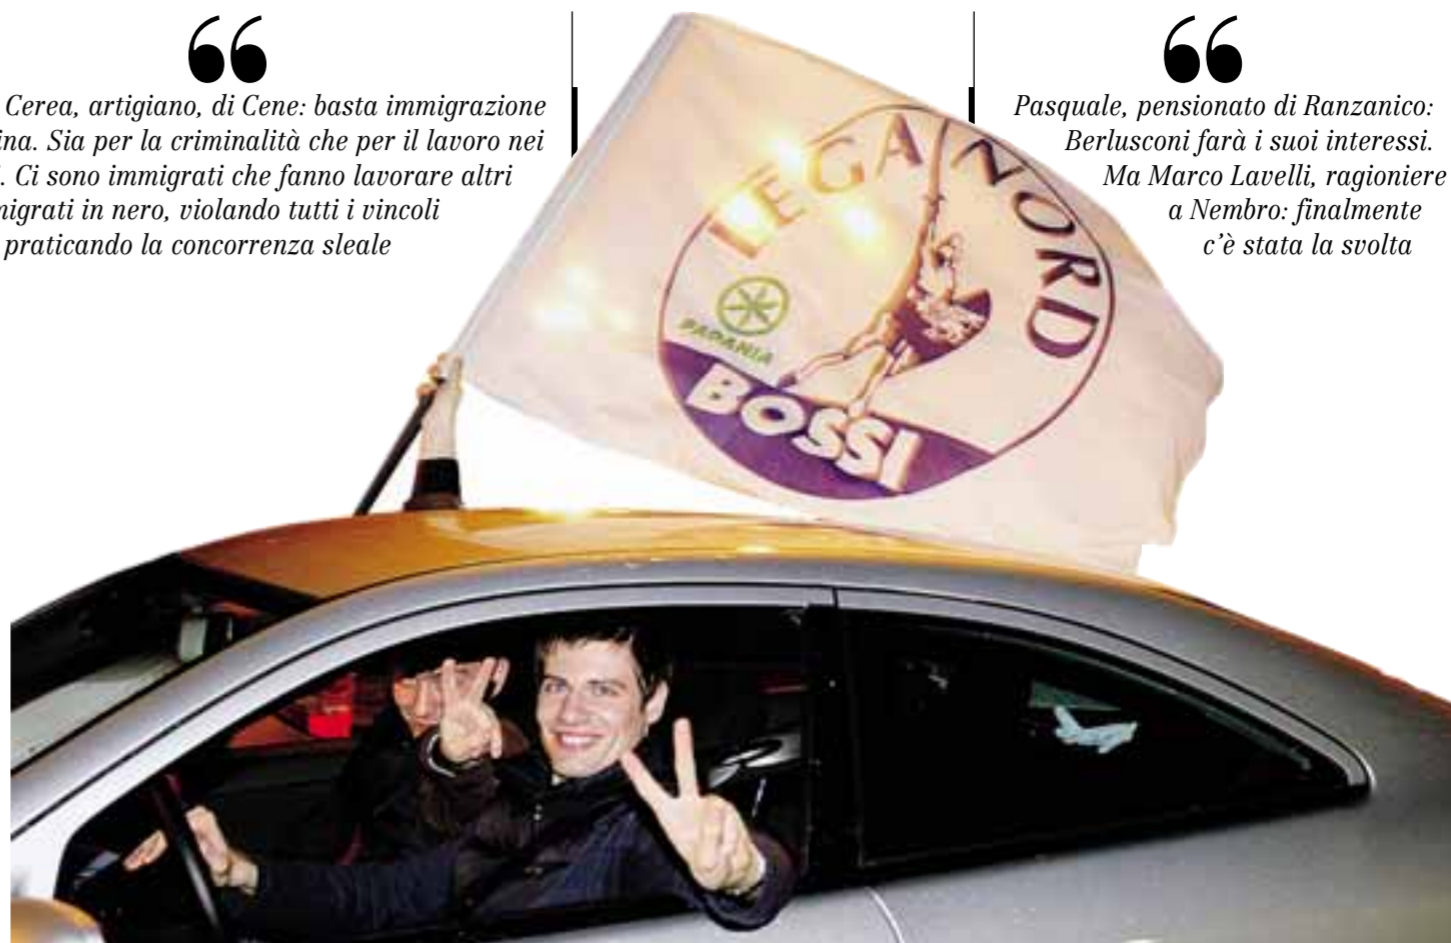 Cerea, artigiano, di Cene: basta immigrazione
Sia per la criminalità che per il lavoro nei
Ci sono immigrati che fanno lavorare altri
in nero, violando tutti i vincoli
praticando la concorrenza sleale
Pasquale, pensionato di Ranzanico:
Berlusconi farà i suoi interessi.
Ma Marco Lavelli, ragioniere
a Nembro: finalmente
c’è stata la svolta
LEGA NORD
PADANIA
BOSSI